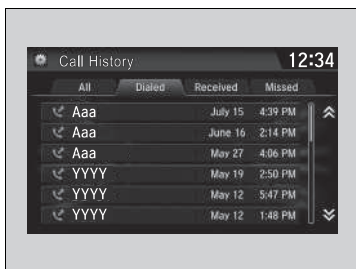 Call History 12:34
All Dialed Received Missed
Aaa July 15 4:39 PM
Aaa June 16 2:14 PM
Aaa May 27 4:06 PM
YYYY May 19 2:50 PM
YYYY May 12 5:47 PM
YYYY May 12 1:48 PM